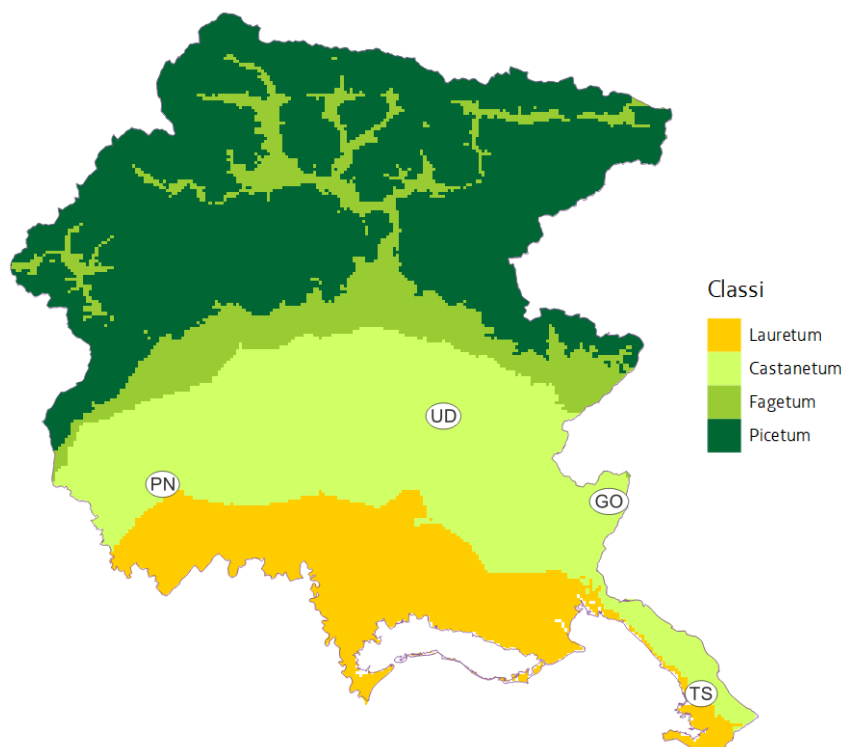 Classi
Lauretum
Castanetum
Fagetum
Picetum
UD
PN
GO
TS